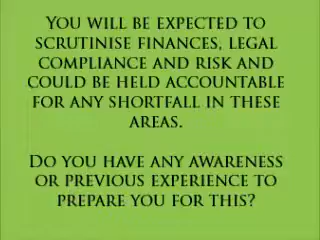 You will be expected to
scrutinise finances, legal
compliance and risk and
could be held accountable
for any shortfall in these
areas.
Do you have any awareness
or previous experience to
prepare you for this?